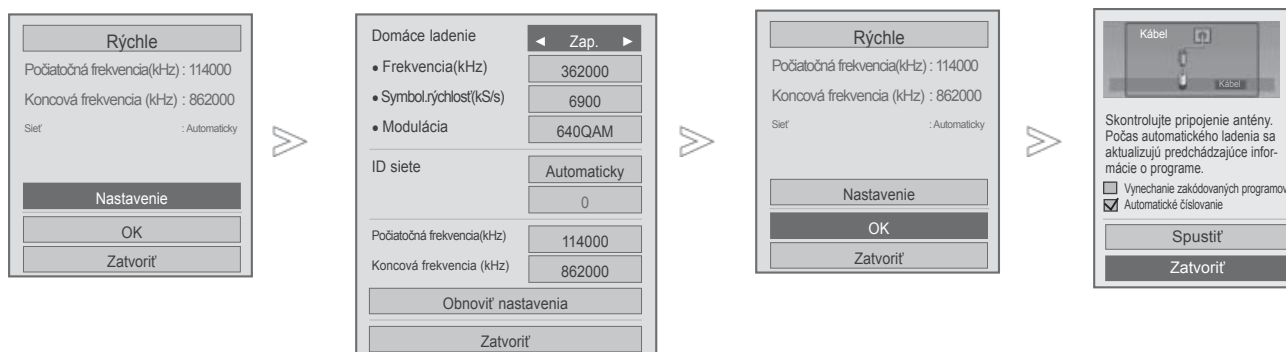 Rýchle
Počiatočná frekvencia(kHz) : 114000
Koncová frekvencia (kHz) : 862000
Sieť : Automaticky
Nastavenie
OK
Zatvoriť
Domáce ladenie ◄ Zap. ►
• Frekvencia(kHz) 362000
• Symbol.rýchlosť(kS/s) 6900
• Modulácia 640QAM
ID siete Automaticky
0
Počiatočná frekvencia(kHz) 114000
Koncová frekvencia (kHz) 862000
Obnoviť nastavenia
Zatvoriť
Rýchle
Počiatočná frekvencia(kHz) : 114000
Koncová frekvencia (kHz) : 862000
Sieť : Automaticky
Nastavenie
OK
Zatvoriť
Kábel
Kábel
Skontrolujte pripojenie antény.
Počas automatického ladenia sa
aktualizujú predchádzajúce infor-
mácie o programe.
Vynechanie zakódovaných programov
Automatické číslovanie
Spustiť
Zatvoriť